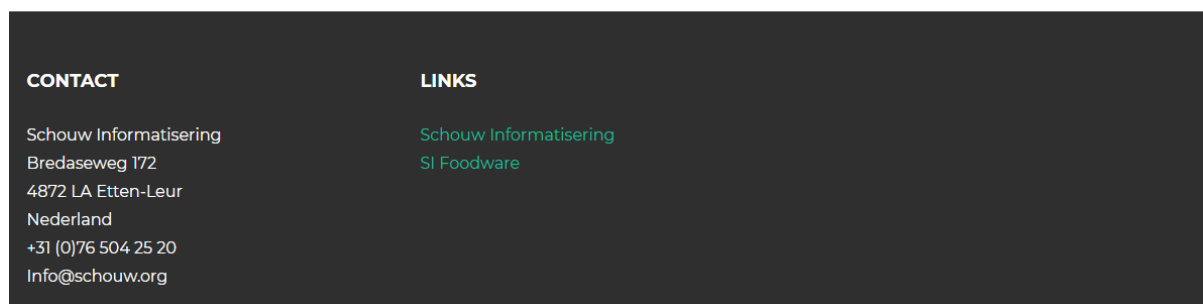 CONTACT
Schouw Informatisering
Bredaseweg 172
4872 LA Etten-Leur
Nederland
+31 (0)76 504 25 20
Info@schouw.org
LINKS
Schouw Informatisering
SI Foodware